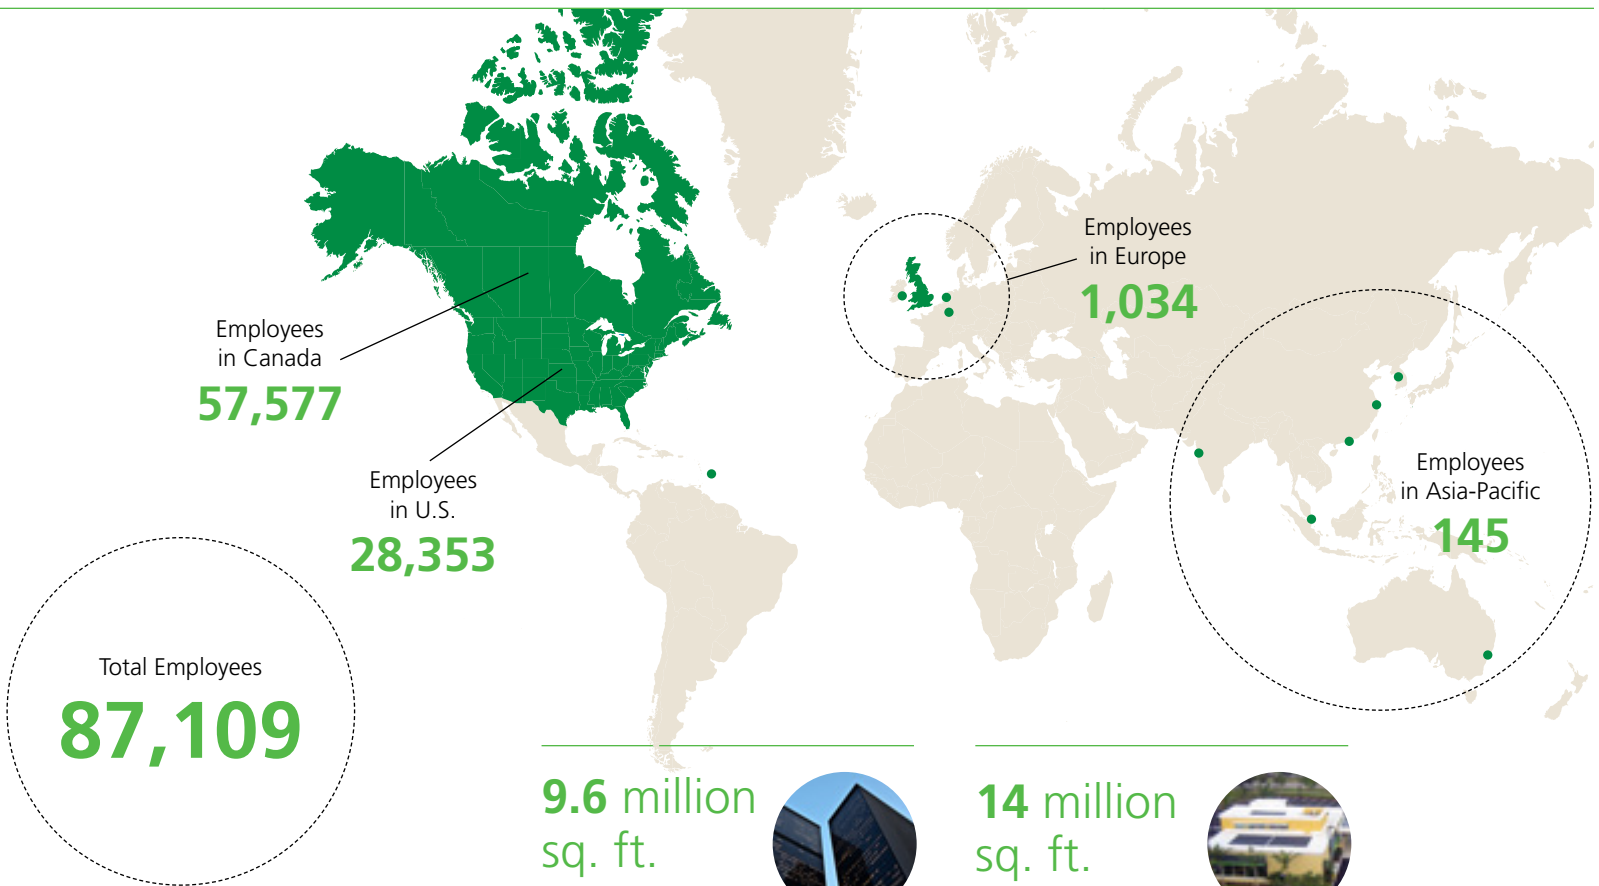 Employees
in Europe
1,034
Employees
in Canada
57,577
Employees
in U.S.
28,353
Employees
in Asia-Pacific
145
Total Employees
87,109
9.6 million
sq. ft.
14 million
sq. ft.